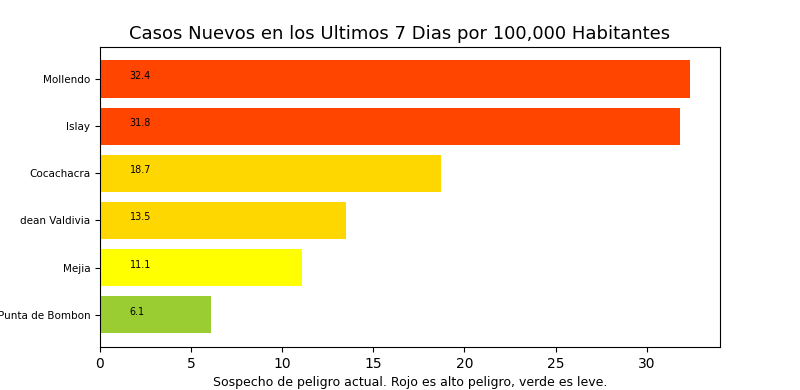 Casos Nuevos en los Ultimos 7 Dias por 100,000 Habitantes
Mollendo 32.4
Islay 31.8
Cocachacra 18.7
dean Valdivia 13.5
Mejia 11.1
Punta de Bombon 6.1
0 5 10 15 20 25 30
Sospecho de peligro actual. Rojo es alto peligro, verde es leve.